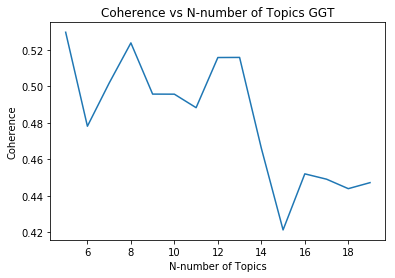 Coherence vs N-number of Topics GGT
Coherence
0.52
0.50
0.48
0.46
0.44
0.42
6 8 10 12 14 16 18
N-number of Topics